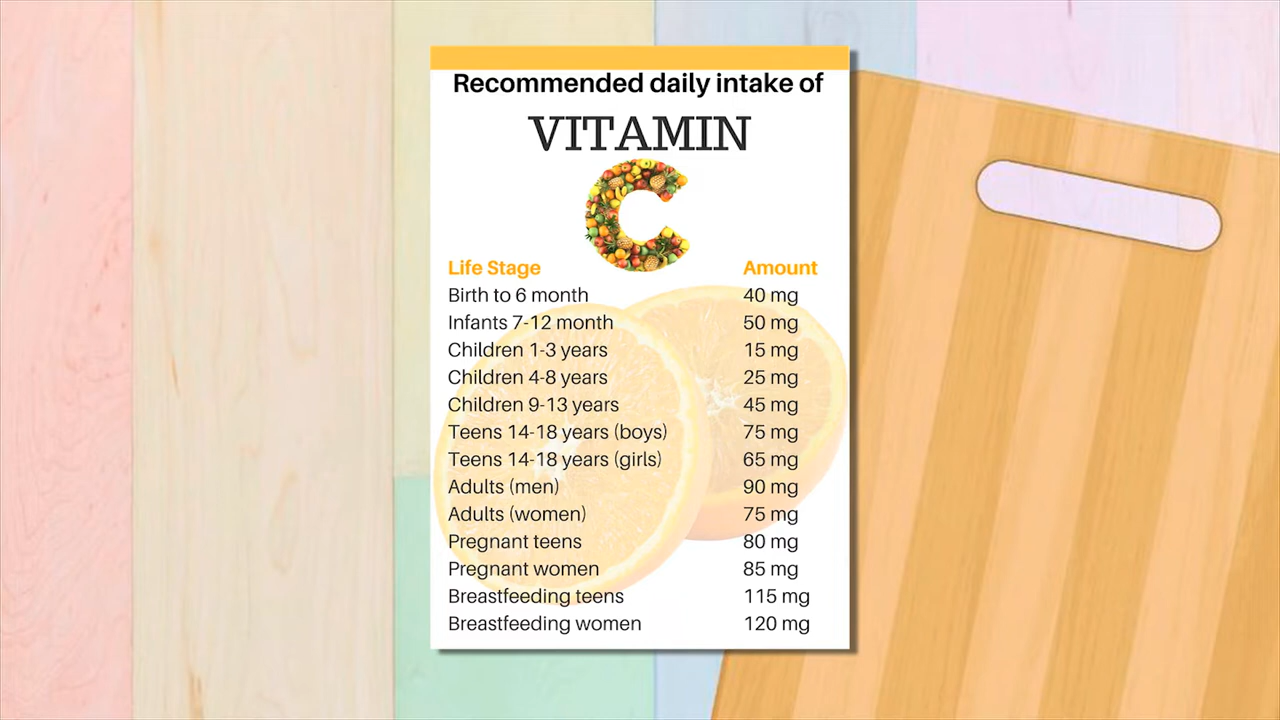 Recommended daily intake of
VITAMIN
C
Life Stage Amount
Birth to 6 month 40 mg
Infants 7-12 month 50 mg
Children 1-3 years 15 mg
Children 4-8 years 25 mg
Children 9-13 years 45 mg
Teens 14-18 years (boys) 75 mg
Teens 14-18 years (girls) 65 mg
Adults (men) 90 mg
Adults (women) 75 mg
Pregnant teens 80 mg
Pregnant women 85 mg
Breastfeeding teens 115 mg
Breastfeeding women 120 mg